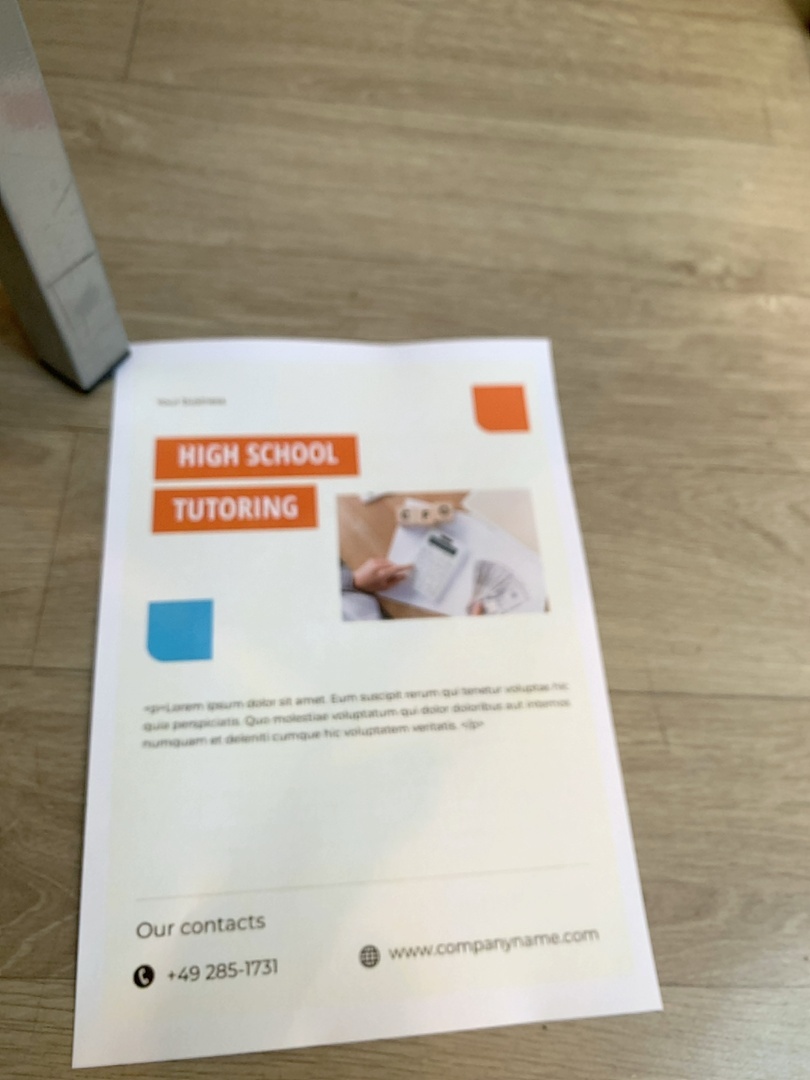 Your business
HIGH SCHOOL
TUTORING
<p>Lorem ipsum dolor sit amet. Eum suscipit rerum qui tenetur voluptas hic
quia perspiciatis. Quo molestiae voluptatum qui dolor doloribus aut internos
numquam et deleniti cumque hic voluptatem veritatis. </p>
Our contacts
+49 285-1731
www.companyname.com